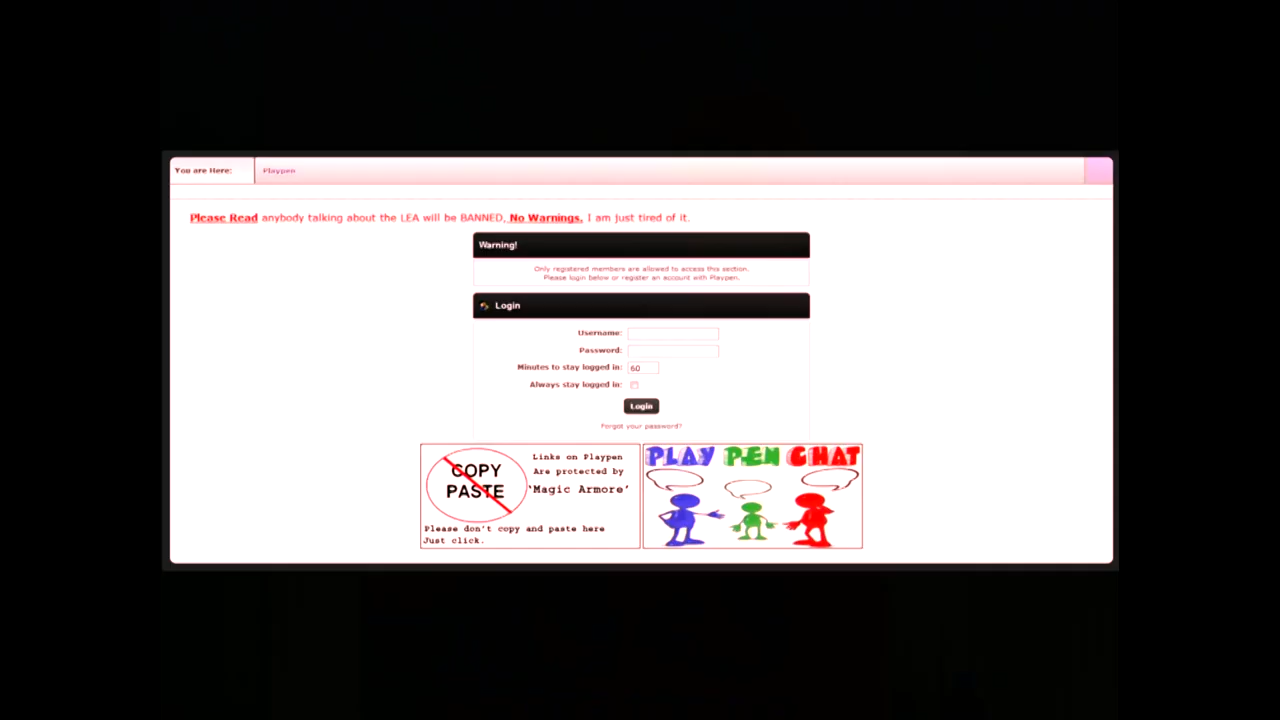 You are Here: Playpen
Please Read anybody talking about the LEA will be BANNED, No Warnings. I am just tired of it.
Warning!
Only registered members are allowed to access this section.
Please login below or register an account with Playpen.
Login
Username:
Password:
Minutes to stay logged in: 60
Always stay logged in:
Login
Forgot your password?
COPY
PASTE
Links on Playpen
Are protected by
'Magic Armore'
Please don't copy and paste here
Just click.
PLAY PEN CHAT